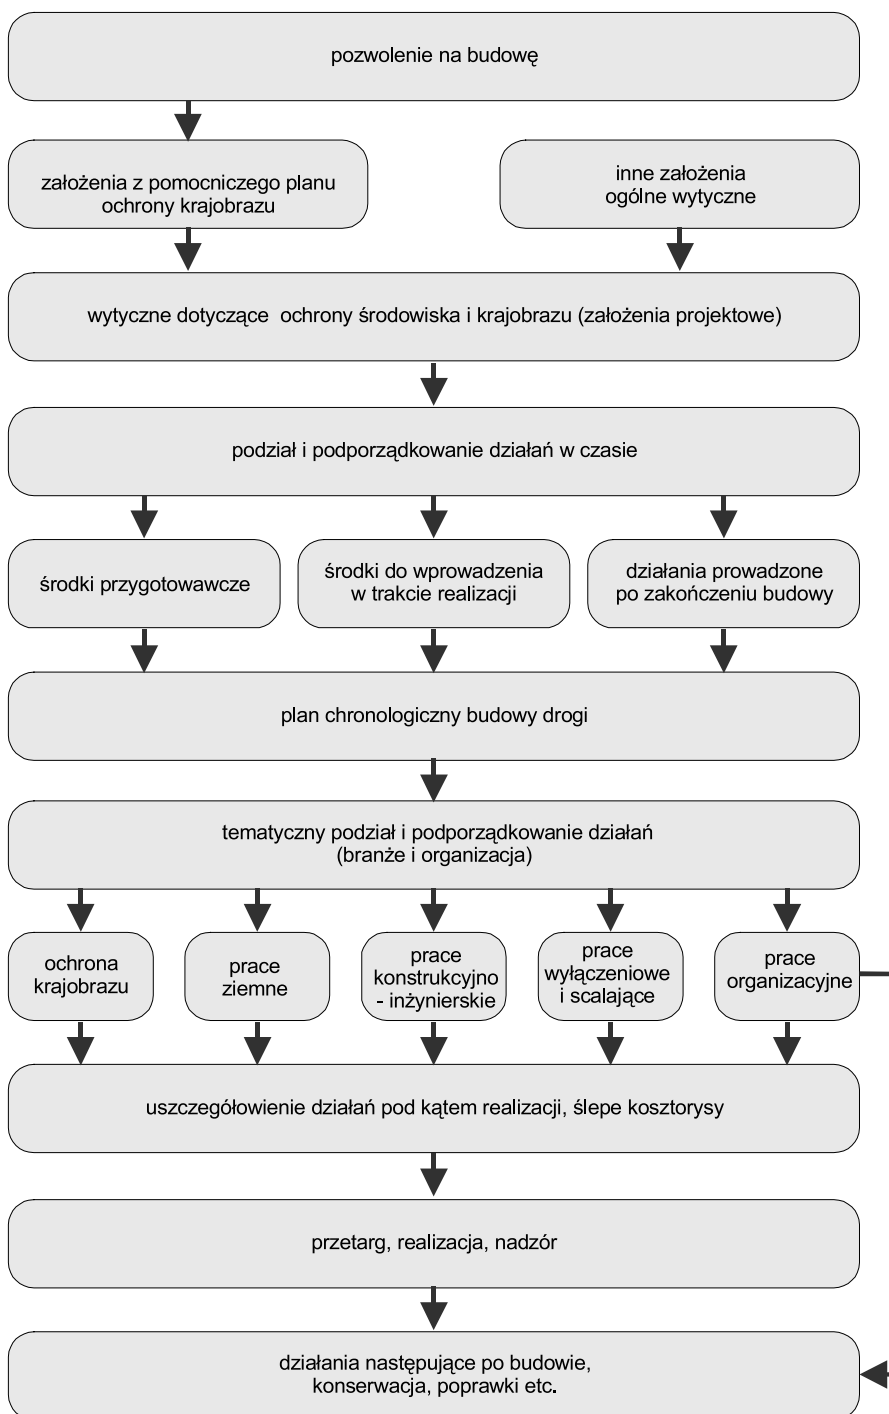 pozwolenie na budowę
założenia z pomocniczego planu
ochrony krajobrazu
inne założenia
ogólne wytyczne
wytyczne dotyczące ochrony środowiska i krajobrazu (założenia projektowe)
podział i podporządkowanie działań w czasie
środki przygotowawcze
środki do wprowadzenia
w trakcie realizacji
działania prowadzone
po zakończeniu budowy
plan chronologiczny budowy drogi
tematyczny podział i podporządkowanie działań
(branże i organizacja)
ochrona
krajobrazu
prace
ziemne
prace
konstrukcyjno
- inżynierskie
prace
wyłączeniowe
i scalające
prace
organizacyjne
uszczegółowienie działań pod kątem realizacji, ślepe kosztorysy
przetarg, realizacja, nadzór
działania następujące po budowie,
konserwacja, poprawki etc.